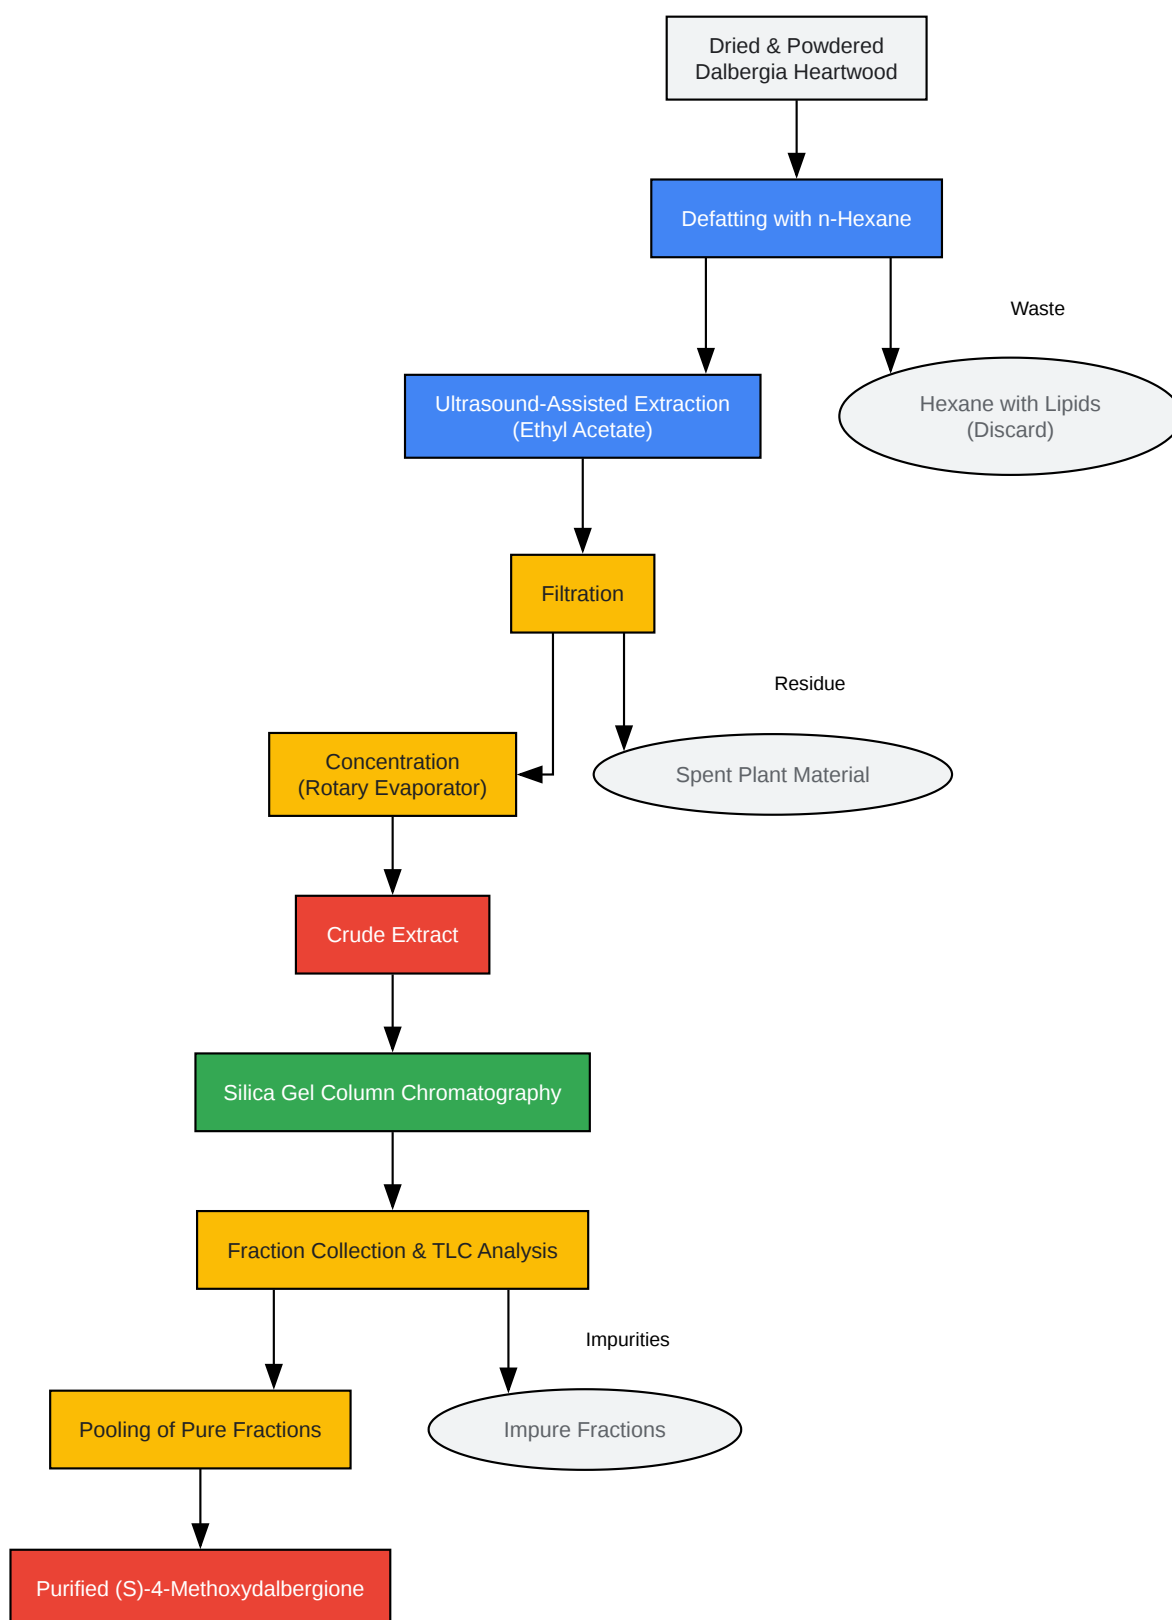 Dried & Powdered
Dalbergia Heartwood
Defatting with n-Hexane
Waste
Ultrasound-Assisted Extraction
(Ethyl Acetate)
Hexane with Lipids
(Discard)
Filtration
Residue
Concentration
(Rotary Evaporator)
Spent Plant Material
Crude Extract
Silica Gel Column Chromatography
Fraction Collection & TLC Analysis
Impurities
Pooling of Pure Fractions
Impure Fractions
Purified (S)-4-Methoxydalbergione